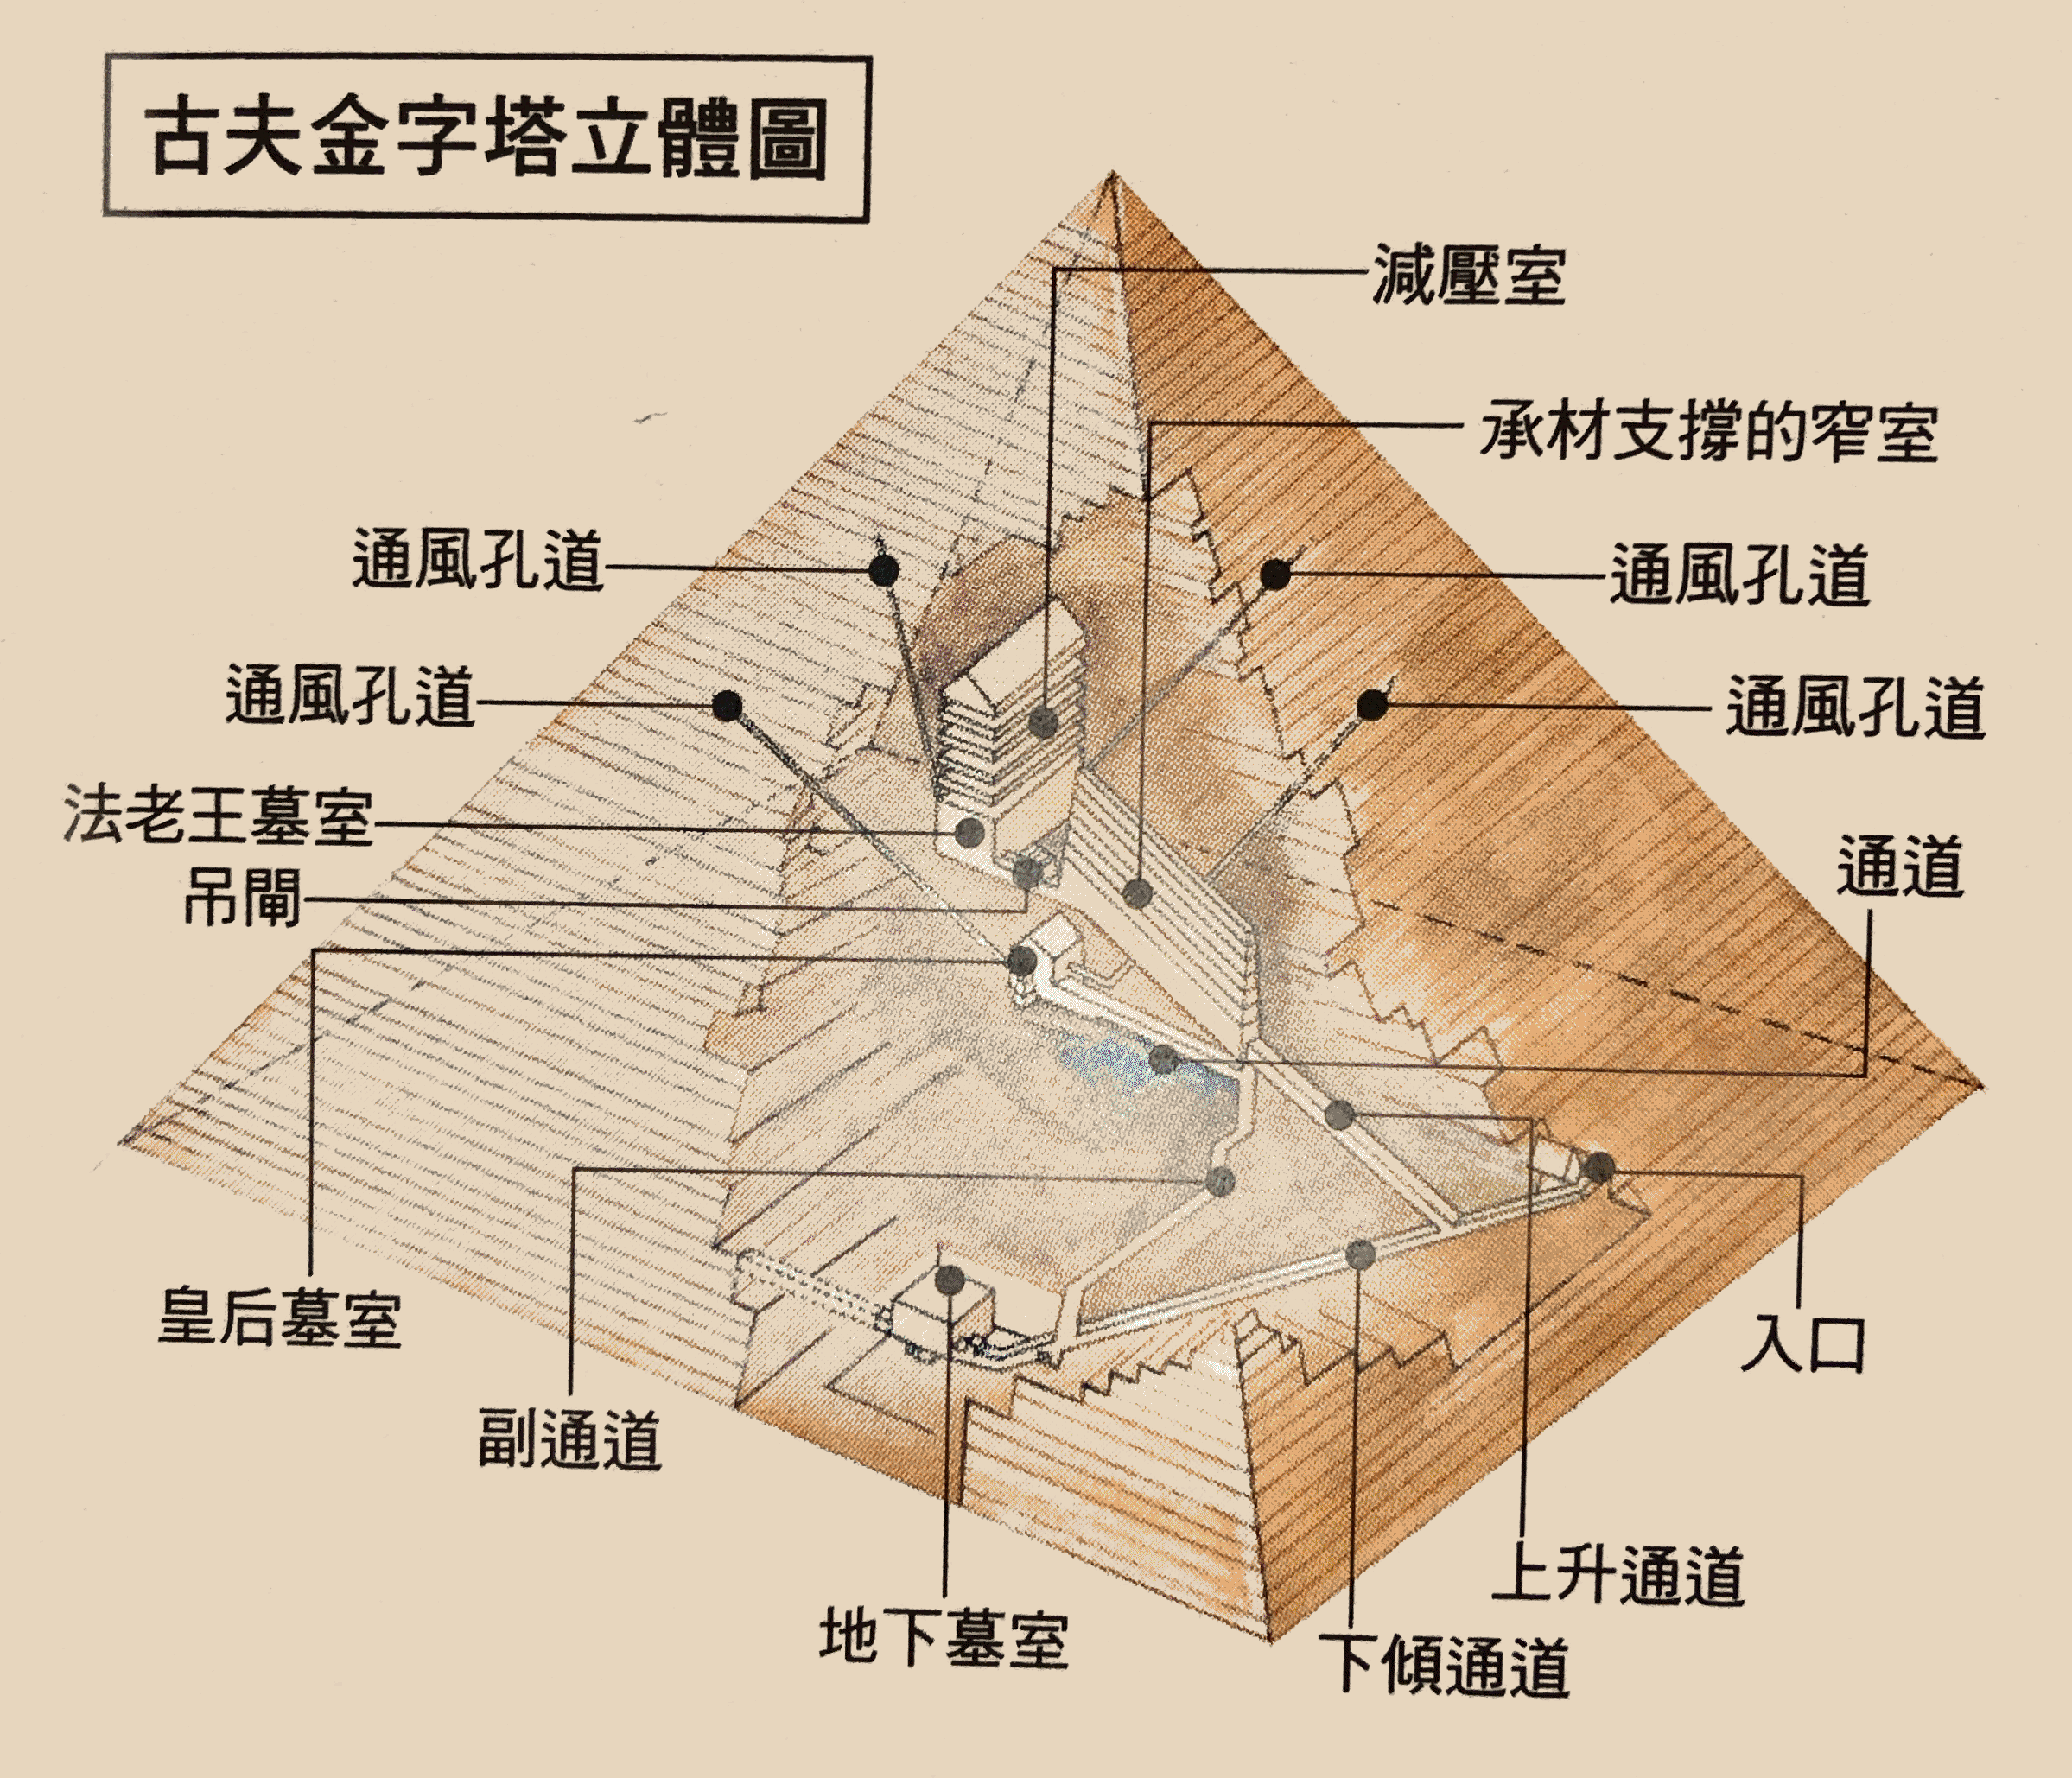 古夫金字塔立體圖
減壓室
承材支撐的窄室
通風孔道
通風孔道
通風孔道
通風孔道
法老王墓室
吊閘
通道
皇后墓室
入口
副通道
上升通道
地下墓室
下傾通道